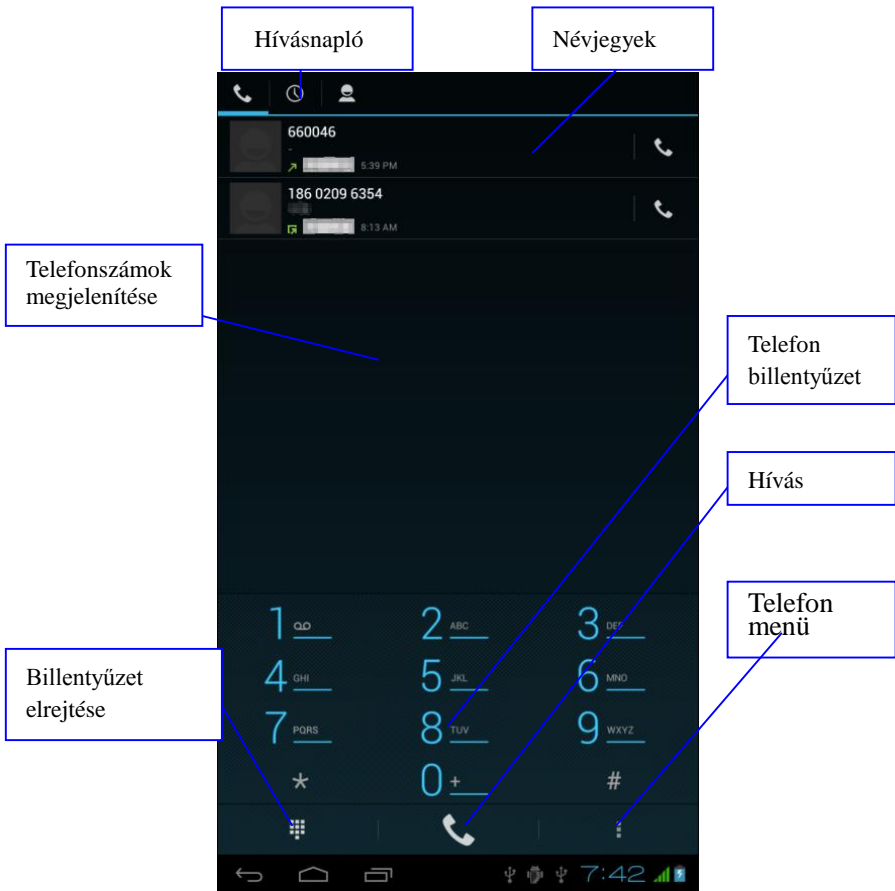 Hívásnapló
Névjegyek
660046
-
5:39 PM
186 0209 6354
8:13 AM
Telefonszámok
megjelenítése
Telefon
billentyűzet
Hívás
Telefon
menü
Billentyűzet
elrejtése
1
2 ABC
3 DEF
4 GHI
5 JKL
6 MNO
7 PQRS
8 TUV
9 WXYZ
*
0 +
#
7:42